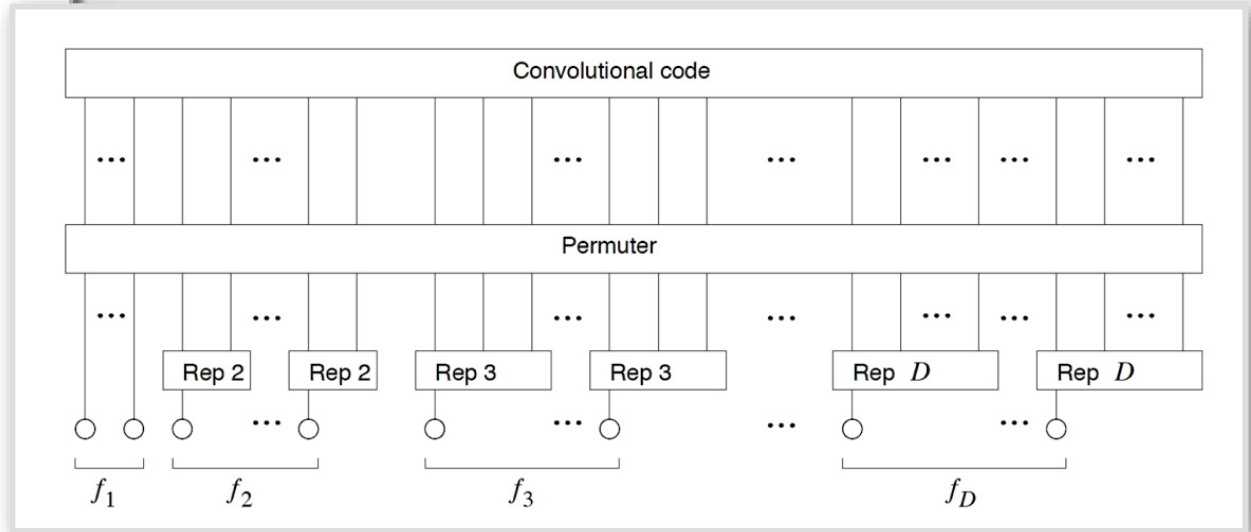 Convolutional code
... ... ... ... ... ... ...
Permuter
... ... ... ... ... ... ...
Rep 2 Rep 2 Rep 3 Rep 3 Rep D Rep D
... ... ... ...
f1 f2 f3 fD